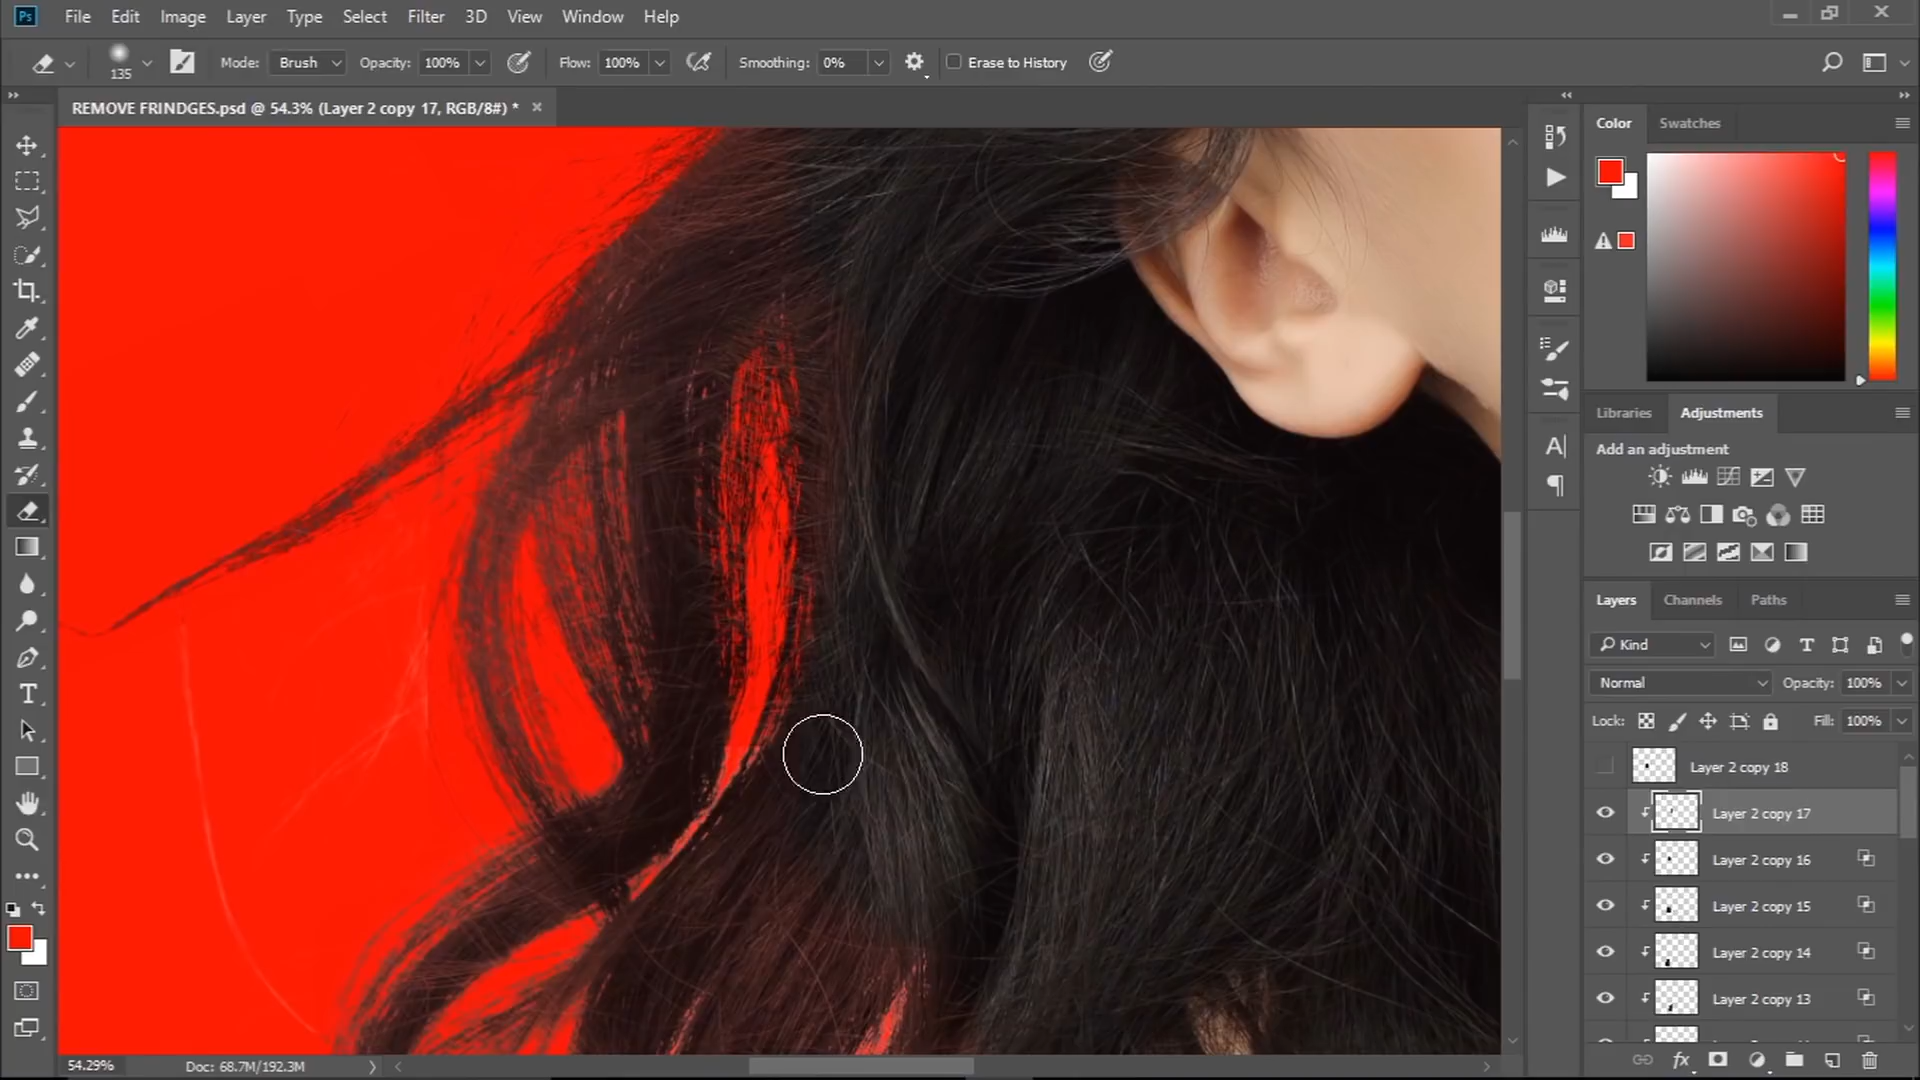 Ps File Edit Image Layer Type Select Filter 3D View Window Help
135 Mode: Brush Opacity: 100% Flow: 100% Smoothing: 0% Erase to History
REMOVE FRINDGES.psd @ 54.3% (Layer 2 copy 17, RGB/8#) *
Color Swatches
Libraries Adjustments
Add an adjustment
Layers Channels Paths
Kind
Normal Opacity: 100%
Lock: Fill: 100%
Layer 2 copy 18
Layer 2 copy 17
Layer 2 copy 16
Layer 2 copy 15
Layer 2 copy 14
Layer 2 copy 13
fx
54.29% Doc: 68.7M/192.3M